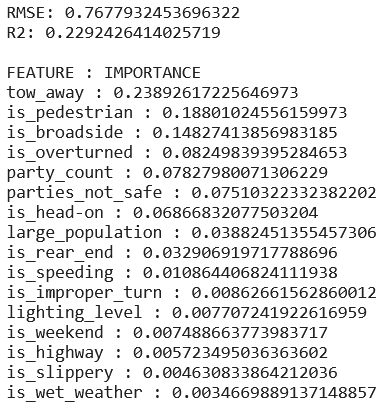 RMSE: 0.7677932453696322
R2: 0.2292426414025719
FEATURE : IMPORTANCE
tow_away : 0.23892617225646973
is_pedestrian : 0.18801024556159973
is_broadside : 0.14827413856983185
is_overturned : 0.08249839395284653
party_count : 0.07827980071306229
parties_not_safe : 0.07510322332382202
is_head-on : 0.06866832077503204
large_population : 0.03882451355457306
is_rear_end : 0.032906919717788696
is_speeding : 0.010864406824111938
is_improper_turn : 0.00862661562860012
lighting_level : 0.007707241922616959
is_weekend : 0.007488663773983717
is_highway : 0.005723495036363602
is_slippery : 0.004630833864212036
is_wet_weather : 0.0034669889137148857